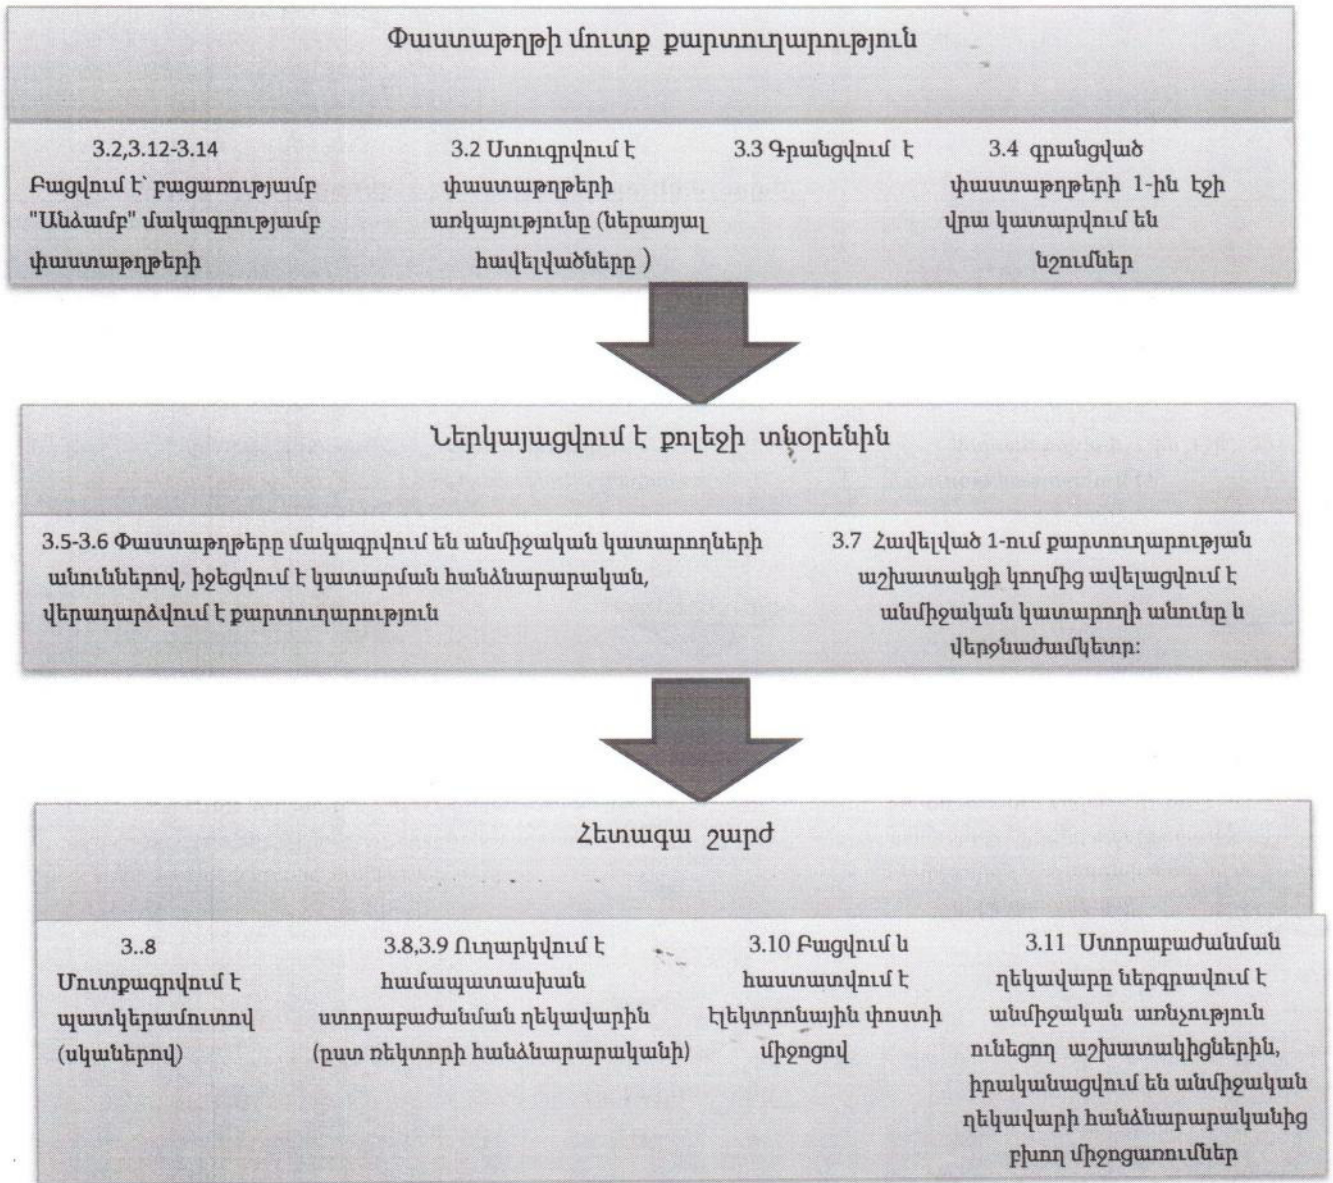 Փաստաթղթի մուտք քարտուղարություն
3.2,3.12-3.14
Բացվում է՝ բացառությամբ
"Անձամբ" մակագրությամբ
փաստաթղթերի
3.2 Ստուգրվում է
փաստաթղթերի
առկայությունը (ներառյալ
հավելվածները )
3.3 Գրանցվում է
3.4 գրանցված
փաստաթղթերի 1-ին էջի
վրա կատարվում են
նշումներ
Ներկայացվում է քոլեջի տնօրենին
3.5-3.6 Փաստաթղթերը մակագրվում են անմիջական կատարողների
անուններով, իջեցվում է կատարման հանձնարարական,
վերադարձվում է քարտուղարություն
3.7 Հավելված 1-ում քարտուղարության
աշխատակցի կողմից ավելացվում է
անմիջական կատարողի անունը և
վերջնաժամկետը:
Հետագա շարժ
3..8
Մուտքագրվում է
պատկերամուտով
(սկաներով)
3.8,3.9 Ուղարկվում է
համապատասխան
ստորաբաժանման ղեկավարին
(ըստ ռեկտորի հանձնարարականի)
3.10 Բացվում և
հաստատվում է
էլեկտրոնային փոստի
միջոցով
3.11 Ստորաբաժանման
ղեկավարը ներգրավում է
անմիջական առնչություն
ունեցող աշխատակիցներին,
իրականացվում են անմիջական
ղեկավարի հանձնարարականից
բխող միջոցառումներ